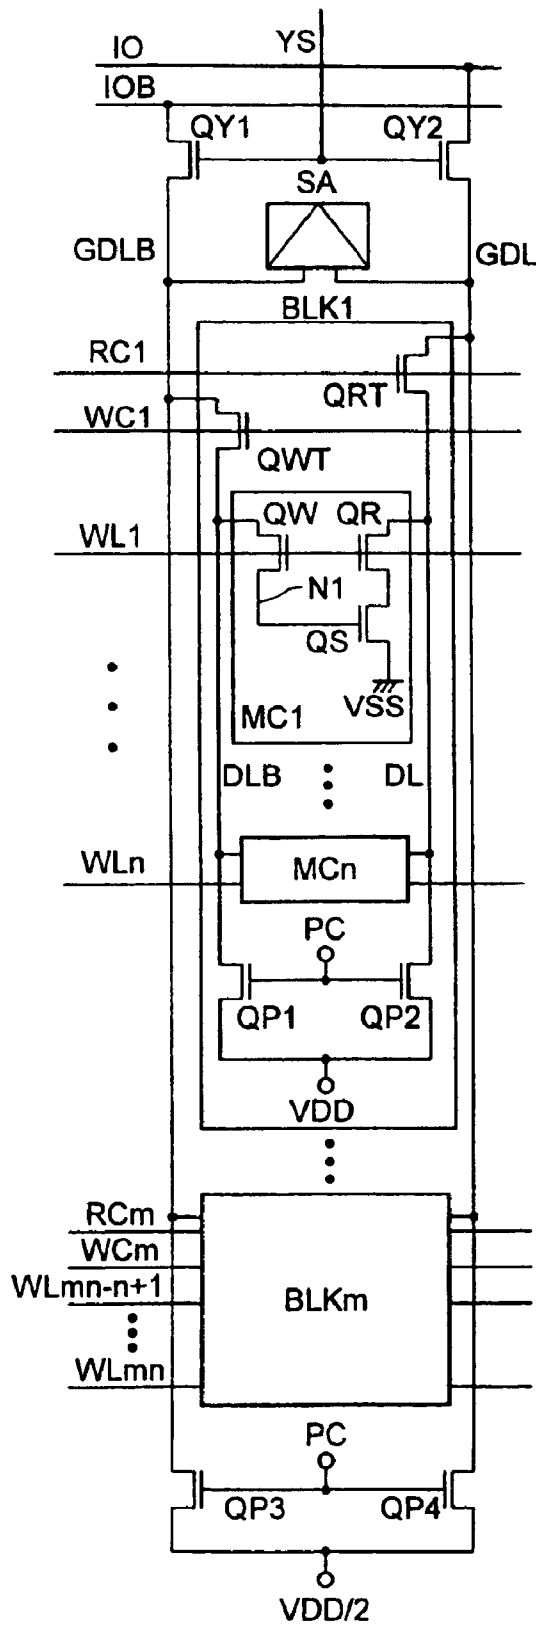 YS
IO
IOB
QY1
QY2
SA
GDLB
GDL
BLK1
RC1
QRT
WC1
QWT
QW
QR
WL1
N1
QS
VSS
MC1
DLB
DL
WLn
MCn
PC
QP1
QP2
VDD
RCm
WCm
WLmn-n+1
BLKm
WLmn
PC
QP3
QP4
VDD/2